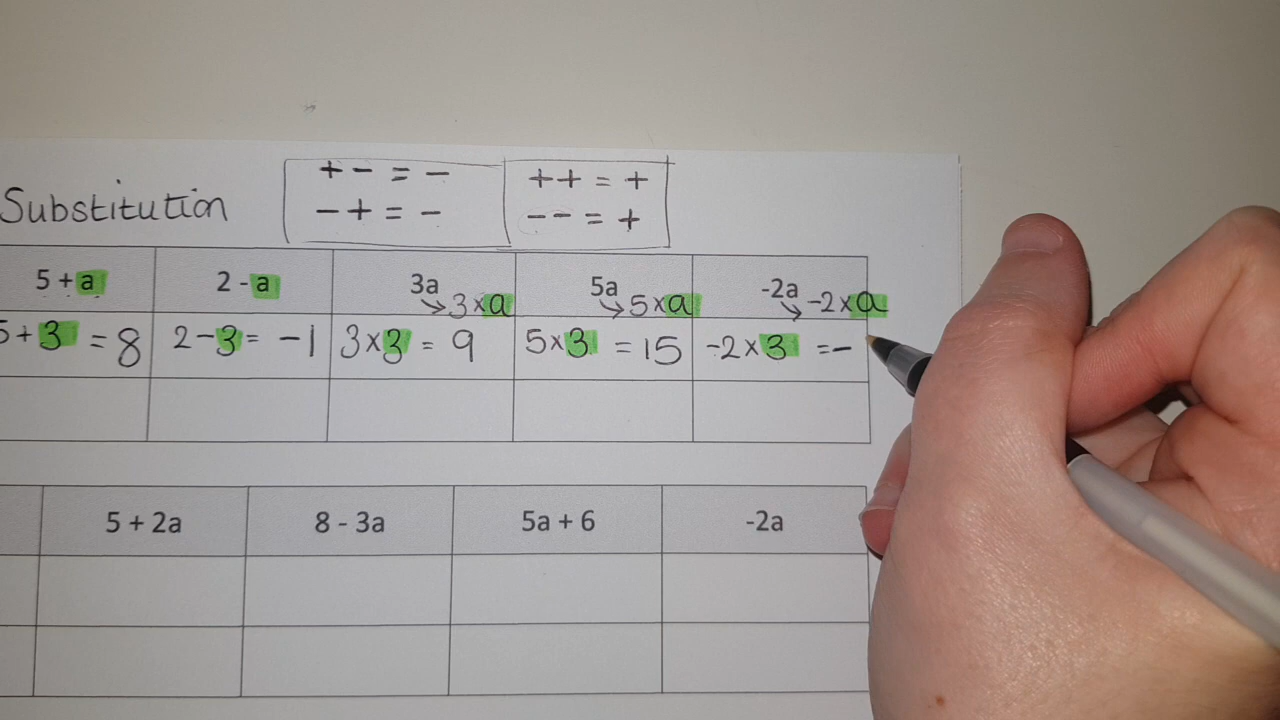 Substitution
+ - = -
- + = -
+ + = +
- - = +
5 + a
2 - a
3a
3×a
5a
5×a
-2a
-2×a
5+3 = 8
2-3= -1
3×3 = 9
5×3 = 15
-2×3 =-
5 + 2a
8 - 3a
5a + 6
-2a